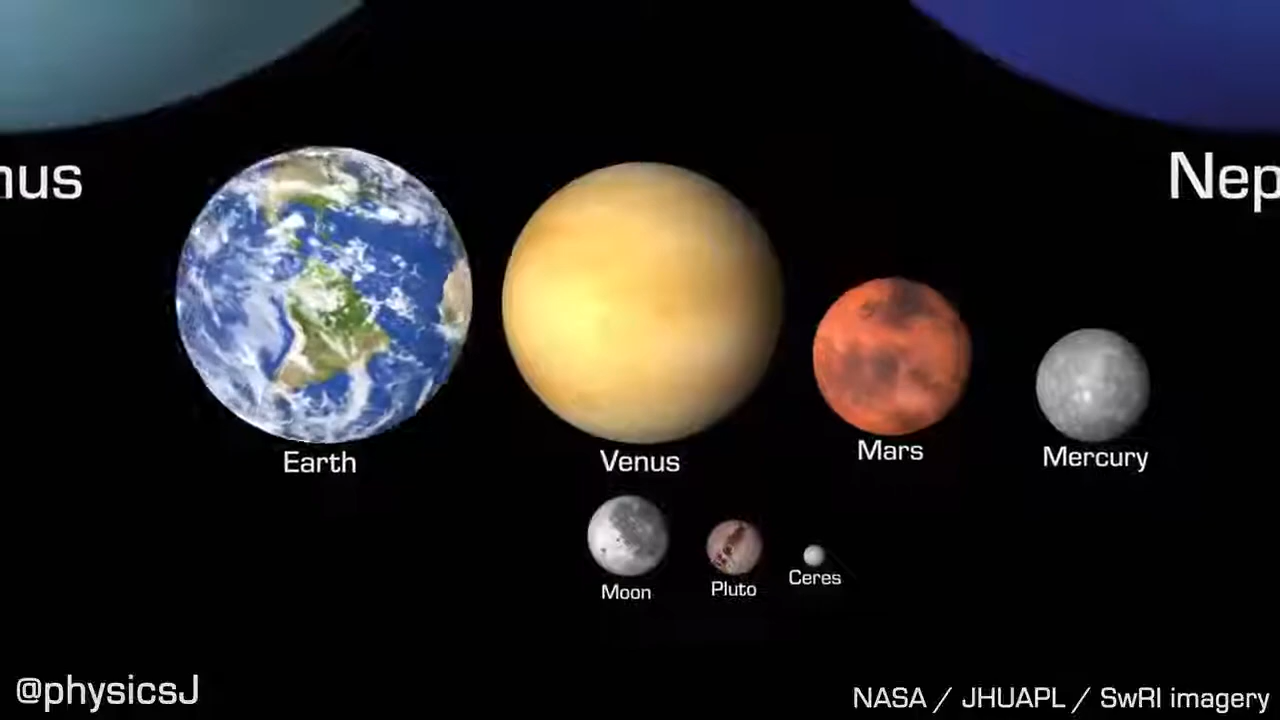 nus
Nep
Earth
Venus
Mars
Mercury
Moon
Pluto
Ceres
@physicsJ
NASA / JHUAPL / SwRI imagery